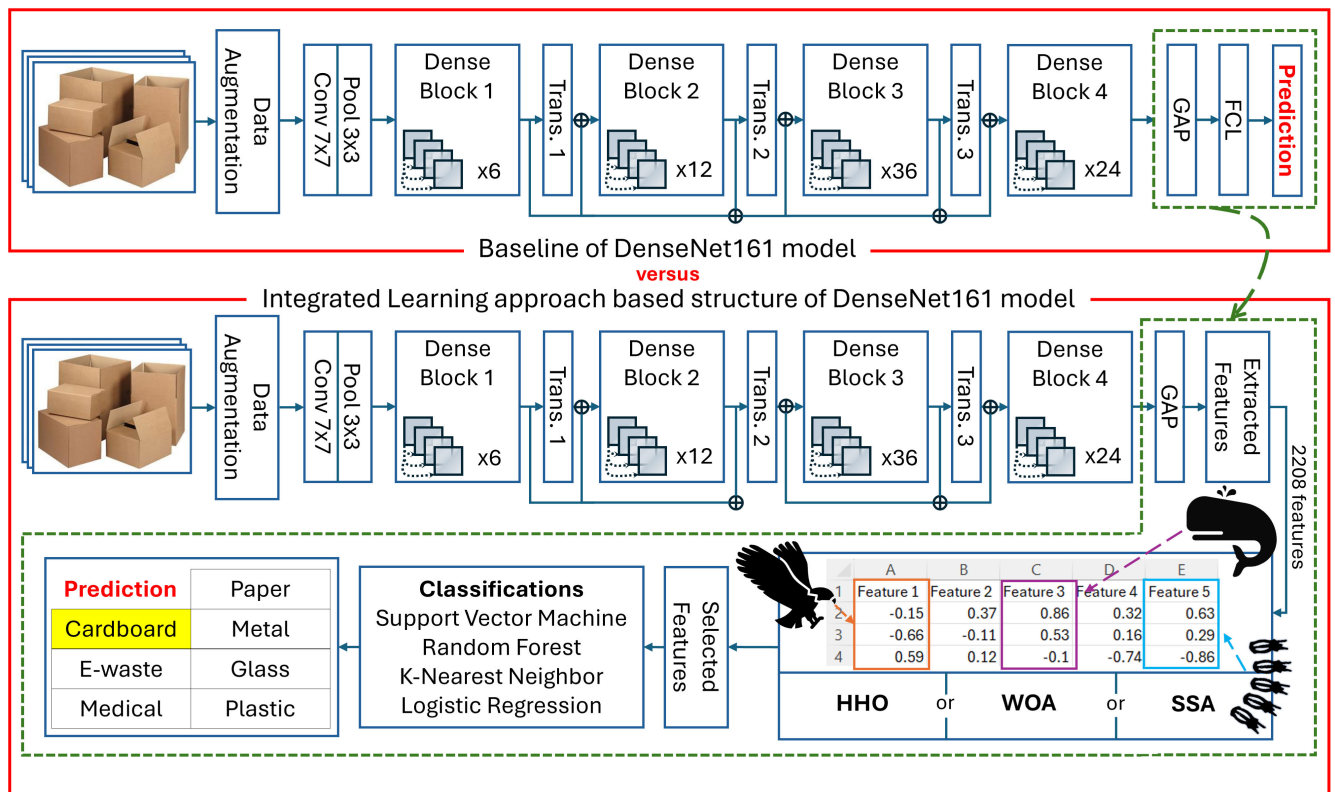 Data
Augmentation
Pool 3x3
Conv 7x7
Dense
Block 1
x6
Trans. 1
Dense
Block 2
x12
Trans. 2
Dense
Block 3
x36
Trans. 3
Dense
Block 4
x24
GAP
FCL
Prediction
Baseline of DenseNet161 model
versus
Integrated Learning approach based structure of DenseNet161 model
Data
Augmentation
Pool 3x3
Conv 7x7
Dense
Block 1
x6
Trans. 1
Dense
Block 2
x12
Trans. 2
Dense
Block 3
x36
Trans. 3
Dense
Block 4
x24
GAP
Extracted
Features
2208 features
A B C D E
1 Feature 1 Feature 2 Feature 3 Feature 4 Feature 5
2 -0.15 0.37 0.86 0.32 0.63
3 -0.66 -0.11 0.53 0.16 0.29
4 0.59 0.12 -0.1 -0.74 -0.86
HHO or WOA or SSA
Selected
Features
Classifications
Support Vector Machine
Random Forest
K-Nearest Neighbor
Logistic Regression
Prediction Paper
Cardboard Metal
E-waste Glass
Medical Plastic